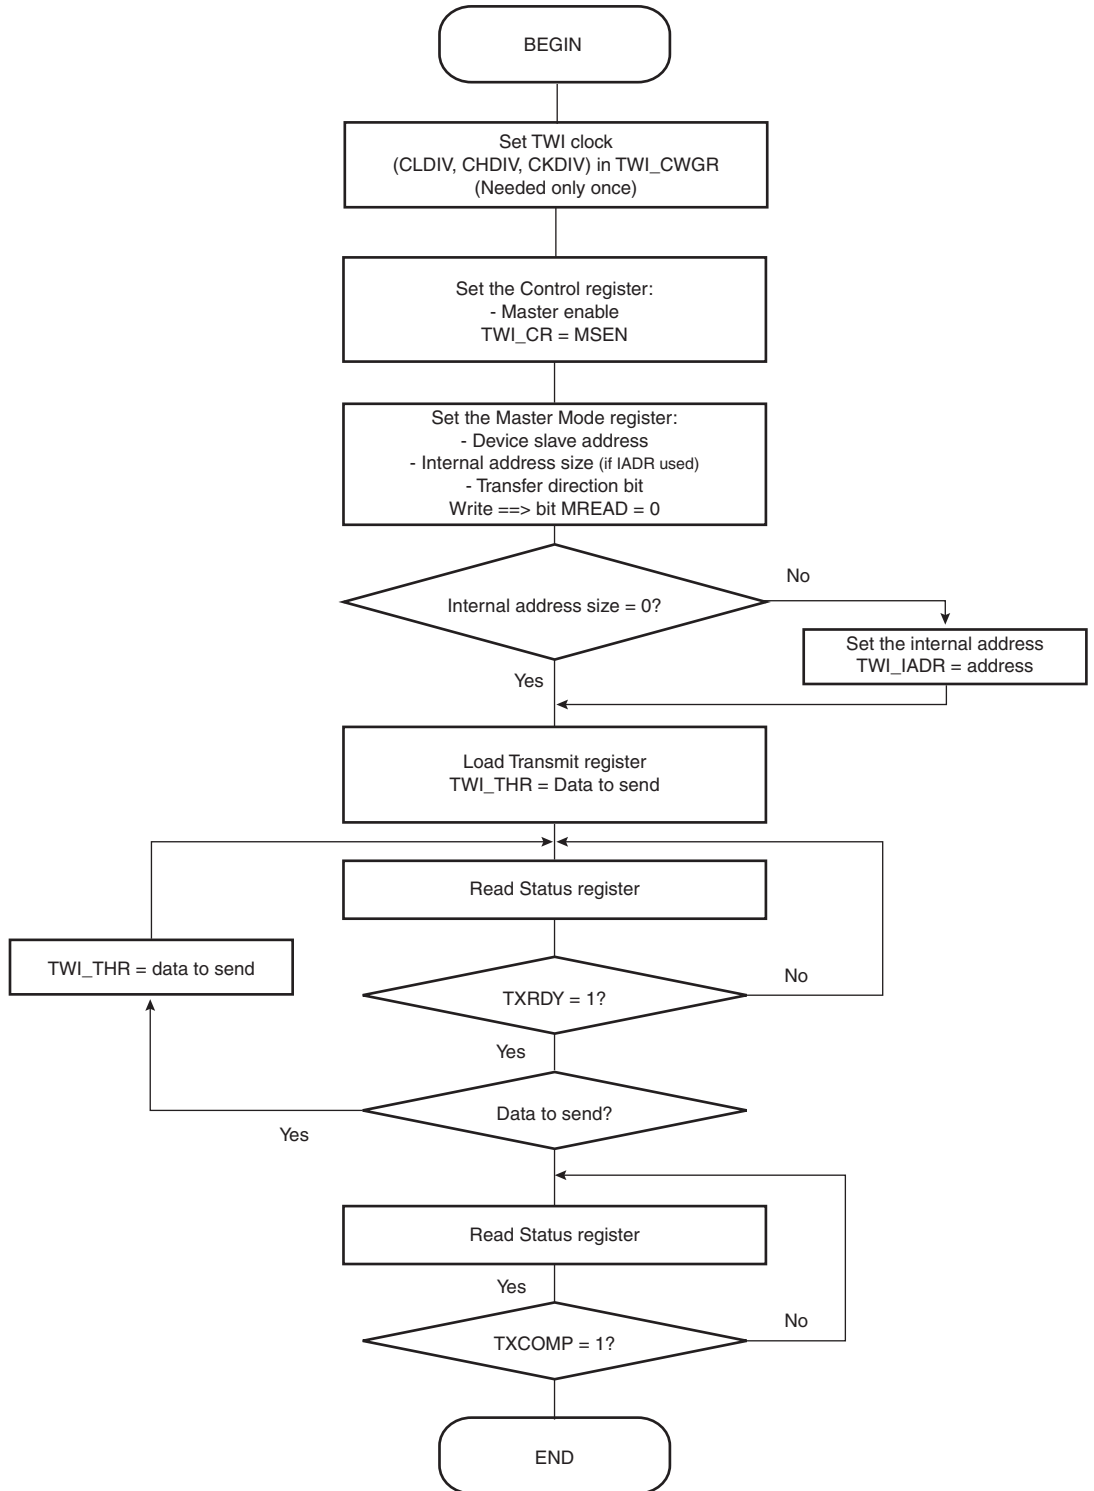 BEGIN
Set TWI clock
(CLDIV, CHDIV, CKDIV) in TWI_CWGR
(Needed only once)
Set the Control register:
- Master enable
TWI_CR = MSEN
Set the Master Mode register:
- Device slave address
- Internal address size (if IADR used)
- Transfer direction bit
Write ==> bit MREAD = 0
No
Internal address size = 0?
Set the internal address
TWI_IADR = address
Yes
Load Transmit register
TWI_THR = Data to send
Read Status register
TWI_THR = data to send
No
TXRDY = 1?
Yes
Data to send?
Yes
Read Status register
Yes
No
TXCOMP = 1?
END